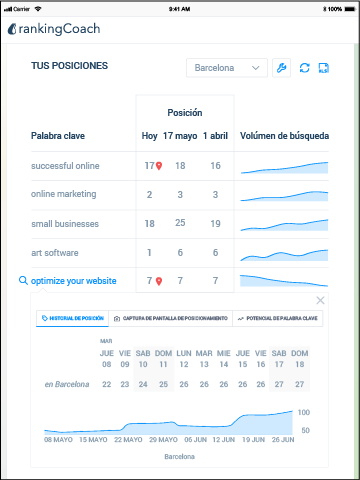 Carrier 9:41 AM 100%
rankingCoach
TUS POSICIONES Barcelona
Posición
Palabra clave Hoy 17 mayo 1 abril Volúmen de búsqueda
successful online 17 18 16
online marketing 2 3 3
small businesses 18 25 19
art software 1 6 6
optimize your website 7 7 7
HISTORIAL DE POSICIÓN CAPTURA DE PANTALLA DE POSICIONAMIENTO POTENCIAL DE PALABRA CLAVE
MAR
JUE VIE SAB DOM LUN MAR MIE JUE VIE SAB DOM
08 09 10 11 12 13 14 15 16 17 18
en Barcelona 22 23 24 25 26 26 26 26 26 27 27
100
50
08 MAYO 15 MAYO 22 MAYO 29 MAYO 05 JUN 12 JUN 19 JUN 26 JUN
Barcelona